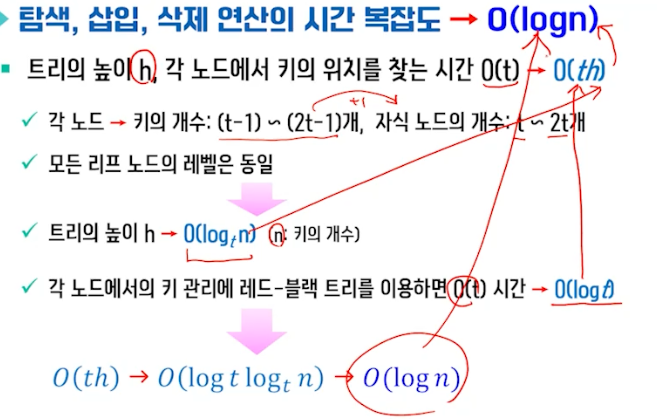 탐색, 삽입, 삭제 연산의 시간 복잡도 → O(logn)
트리의 높이 h, 각 노드에서 키의 위치를 찾는 시간 O(t) → O(th)
+1
✓ 각 노드 → 키의 개수: (t-1) ~ (2t-1)개, 자식 노드의 개수: t ~ 2t개
✓ 모든 리프 노드의 레벨은 동일
✓ 트리의 높이 h → O(logₜn) (n: 키의 개수)
✓ 각 노드에서의 키 관리에 레드-블랙 트리를 이용하면 O(t) 시간 → O(logt)
O(th) → O(log t logₜ n) → O(log n)